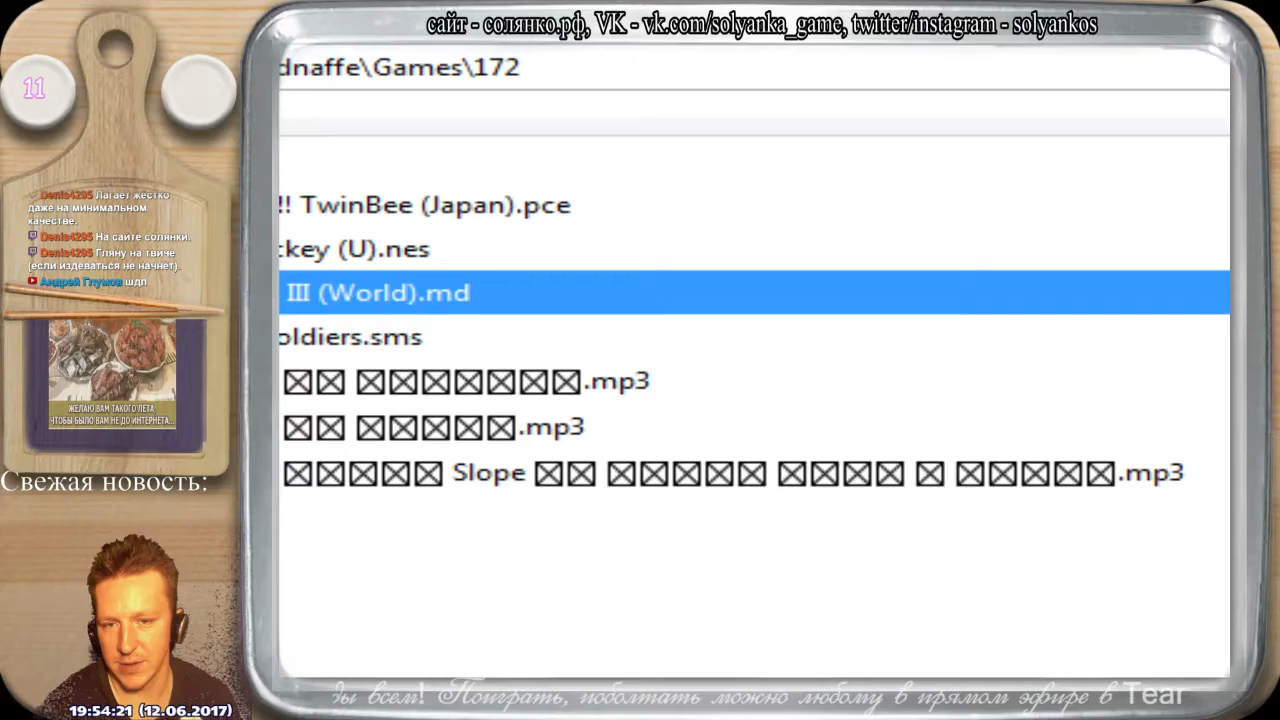 сайт - солянко.рф, VK - vk.com/solyanka_game, twitter/instagram - solyankos
dnaffe\Games\172
11
Denis4295 Лагает жёстко
даже на минимальном
качестве.
Denis4295 На сайте солянки.
Denis4295 Гляну на твиче
(если издеваться не начнет).
Андрей Глумов шдл
!! TwinBee (Japan).pce
ckey (U).nes
III (World).md
oldiers.sms
.mp3
.mp3
Slope .mp3
ЖЕЛАЮ ВАМ ТАКОГО ЛЕТА,
ЧТОБЫ БЫЛО ВАМ НЕ ДО ИНТЕРНЕТА...
Свежая новость:
ды всем! Поиграть, поболтать можно любому в прямом эфире в Tear
19:54:21 (12.06.2017)